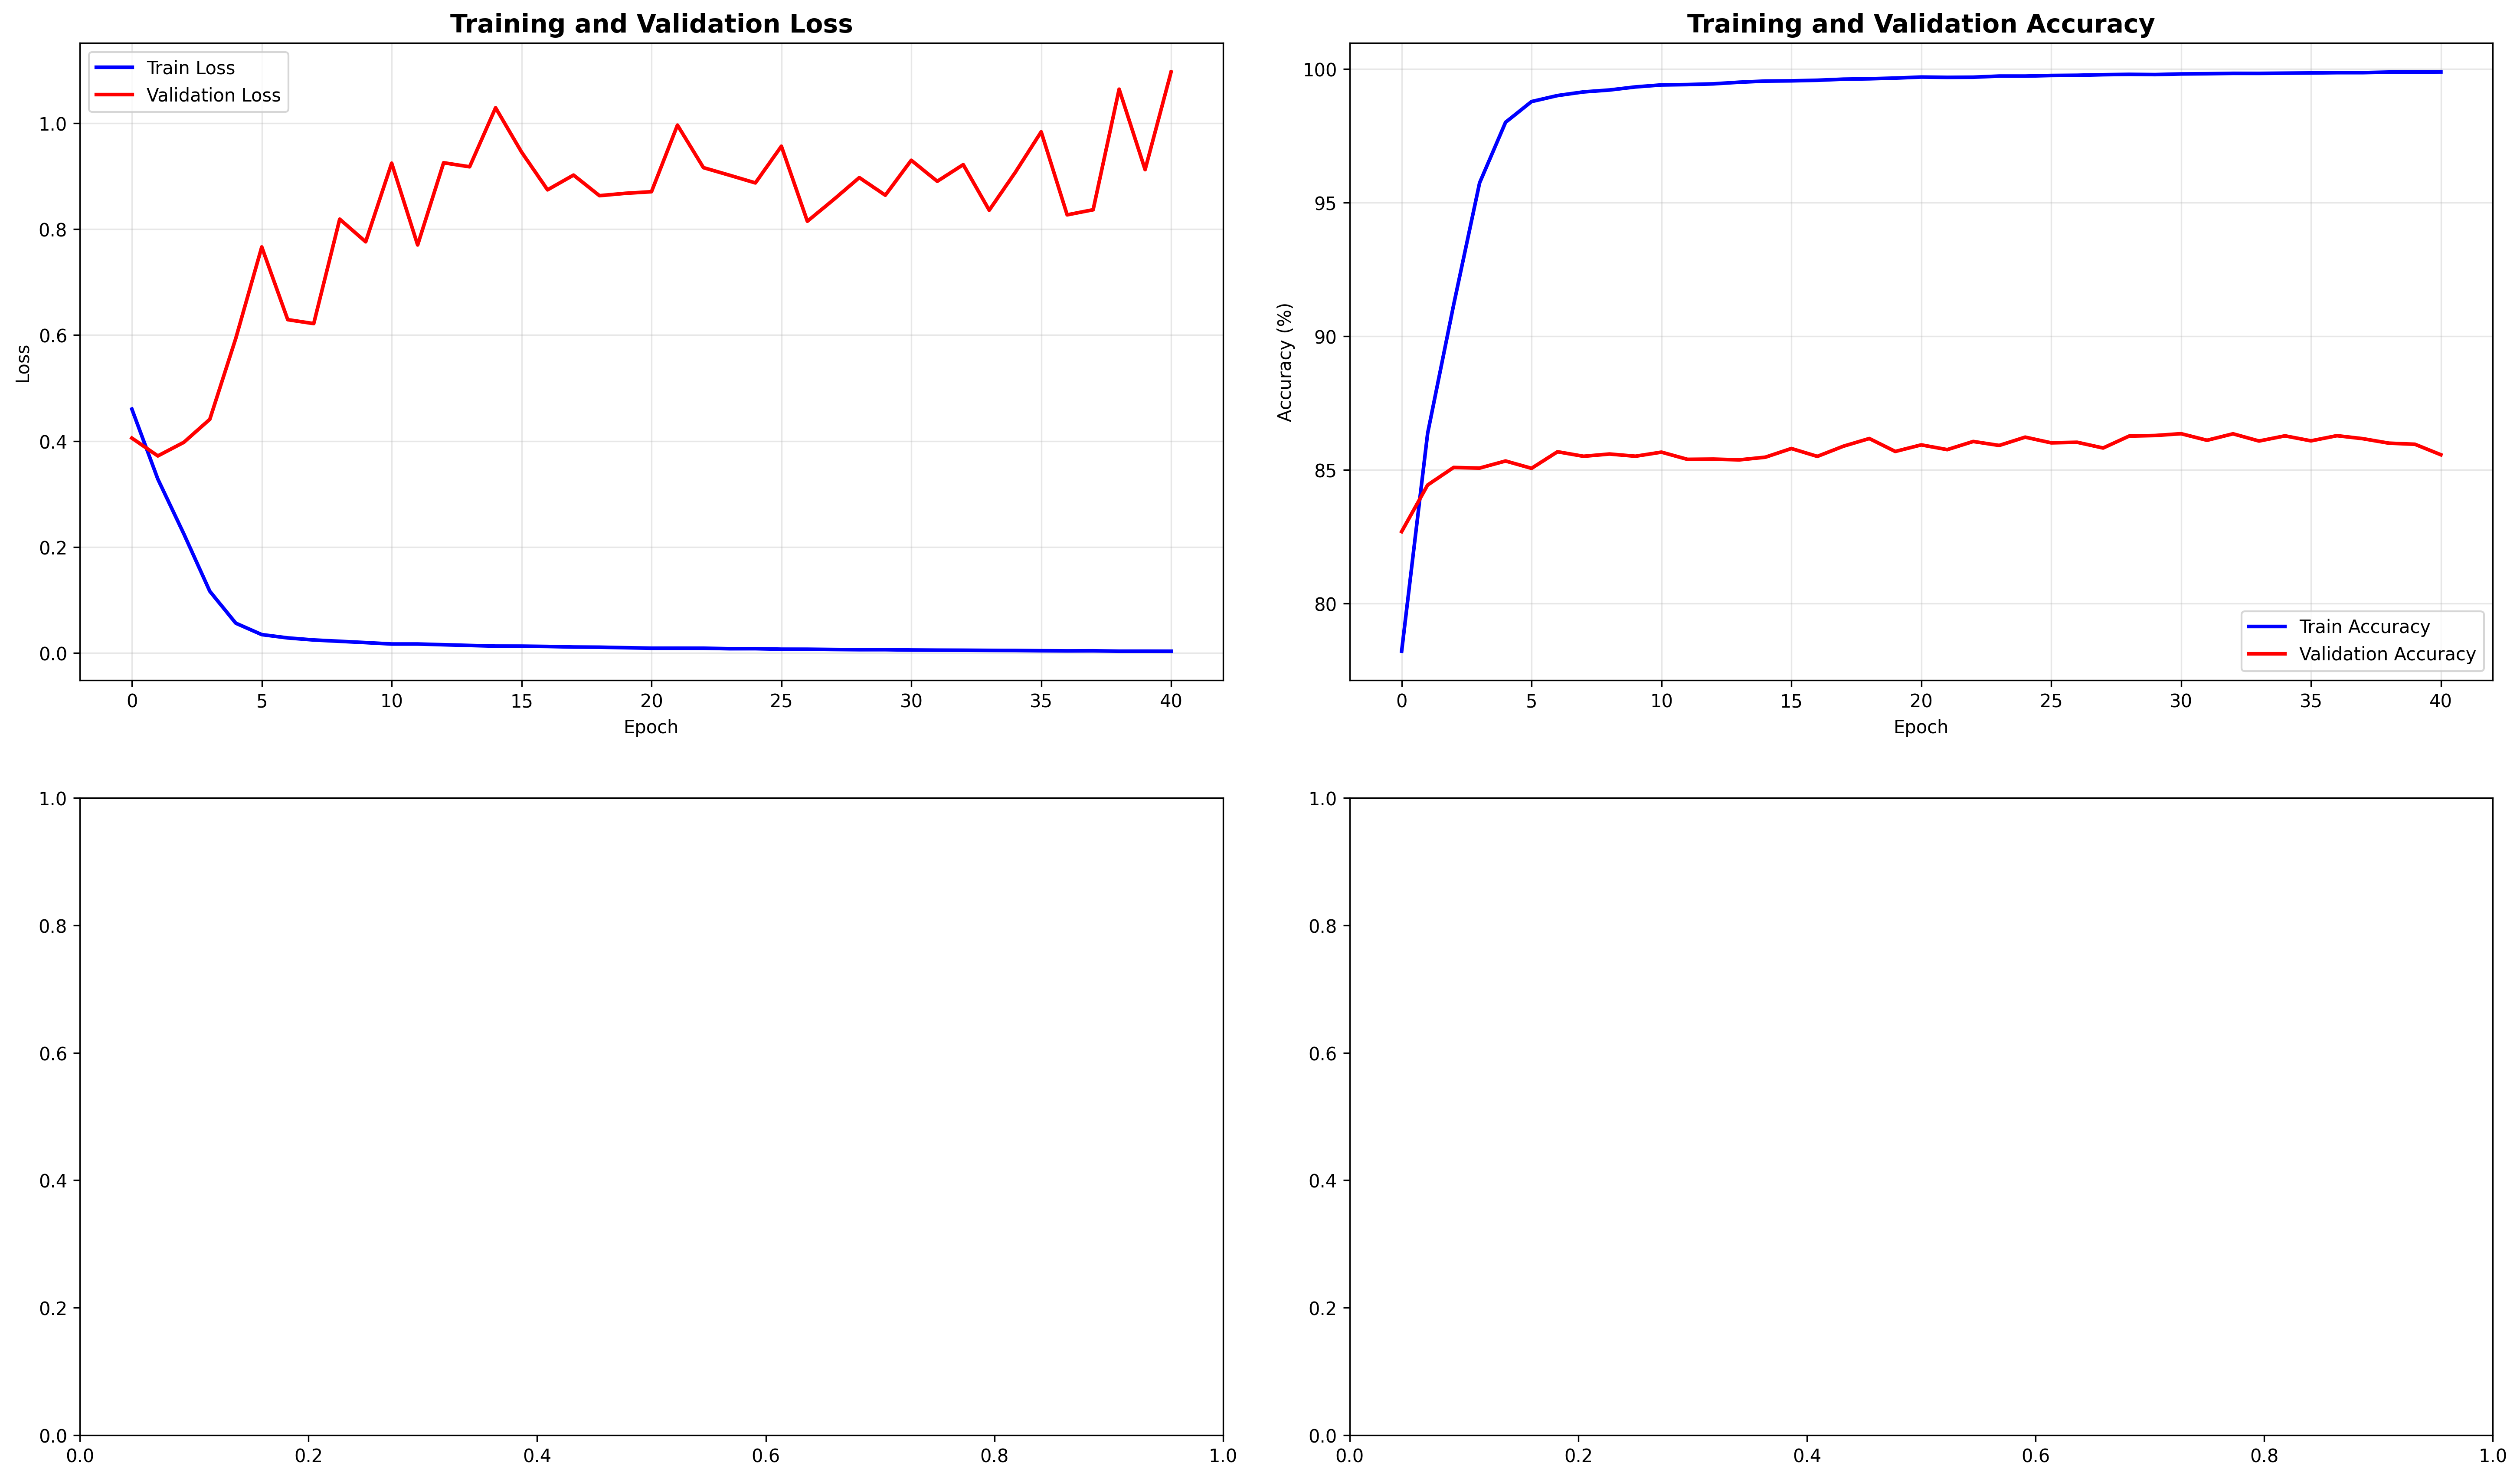 Training and Validation Loss
Train Loss
Validation Loss
1.0
0.8
0.6
0.4
0.2
0.0
Loss
0 5 10 15 20 25 30 35 40
Epoch
Training and Validation Accuracy
100
95
90
85
80
Accuracy (%)
Train Accuracy
Validation Accuracy
0 5 10 15 20 25 30 35 40
Epoch
1.0
0.8
0.6
0.4
0.2
0.0
0.0 0.2 0.4 0.6 0.8 1.0
1.0
0.8
0.6
0.4
0.2
0.0
0.0 0.2 0.4 0.6 0.8 1.0